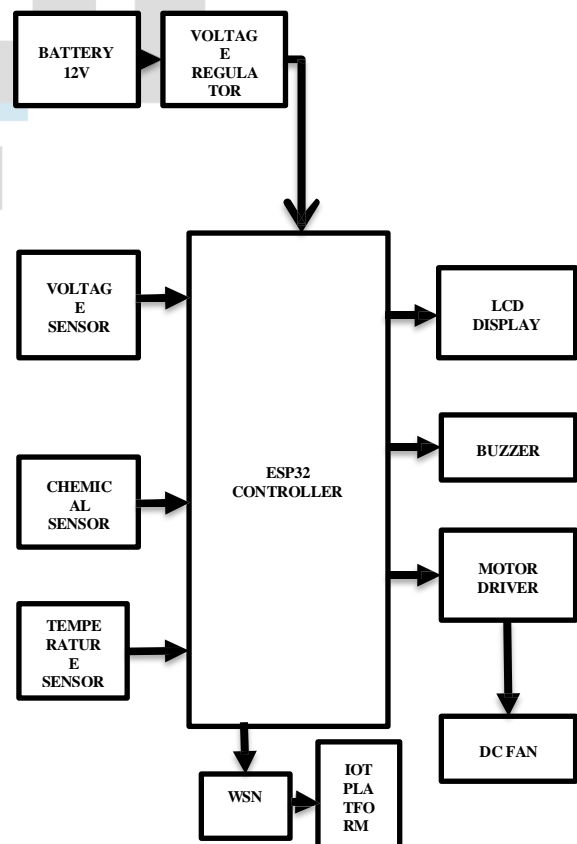 BATTERY
12V
VOLTAG
E
REGULA
TOR
VOLTAG
E
SENSOR
LCD
DISPLAY
BUZZER
ESP32
CONTROLLER
CHEMIC
AL
SENSOR
MOTOR
DRIVER
TEMPE
RATUR
E
SENSOR
DC FAN
WSN
IOT
PLA
TFO
RM